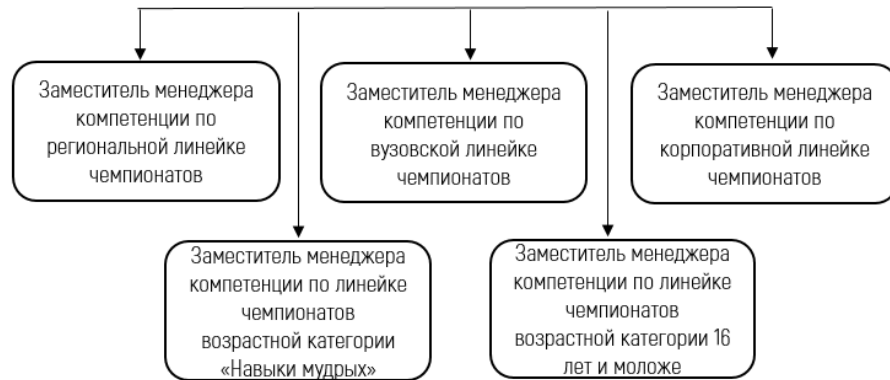 Заместитель менеджера
компетенции по
региональной линейке
чемпионатов
Заместитель менеджера
компетенции по
вузовской линейке
чемпионатов
Заместитель менеджера
компетенции по
корпоративной линейке
чемпионатов
Заместитель менеджера
компетенции по линейке
чемпионатов
возрастной категории
«Навыки мудрых»
Заместитель менеджера
компетенции по линейке
чемпионатов
возрастной категории 16
лет и моложе